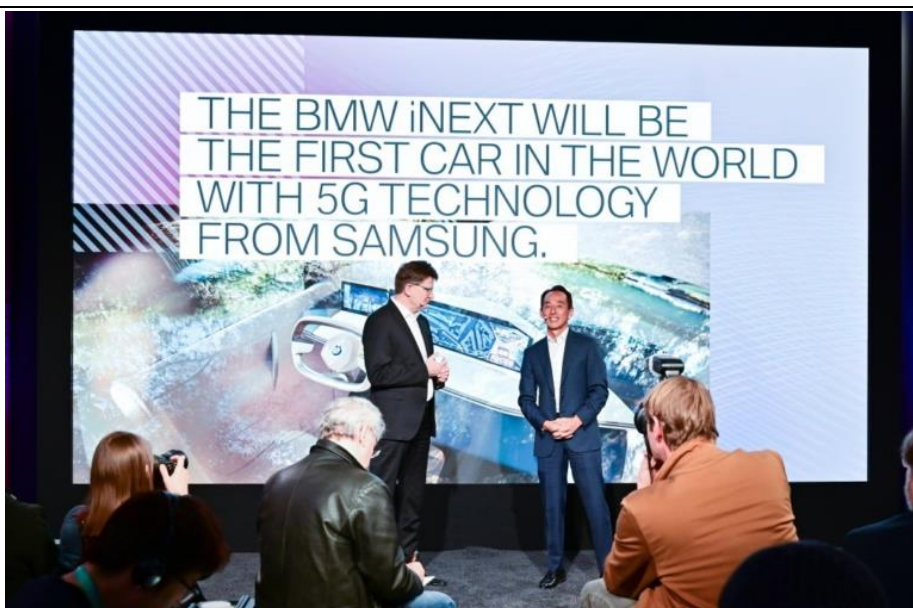 THE BMW iNEXT WILL BE
THE FIRST CAR IN THE WORLD
WITH 5G TECHNOLOGY
FROM SAMSUNG.